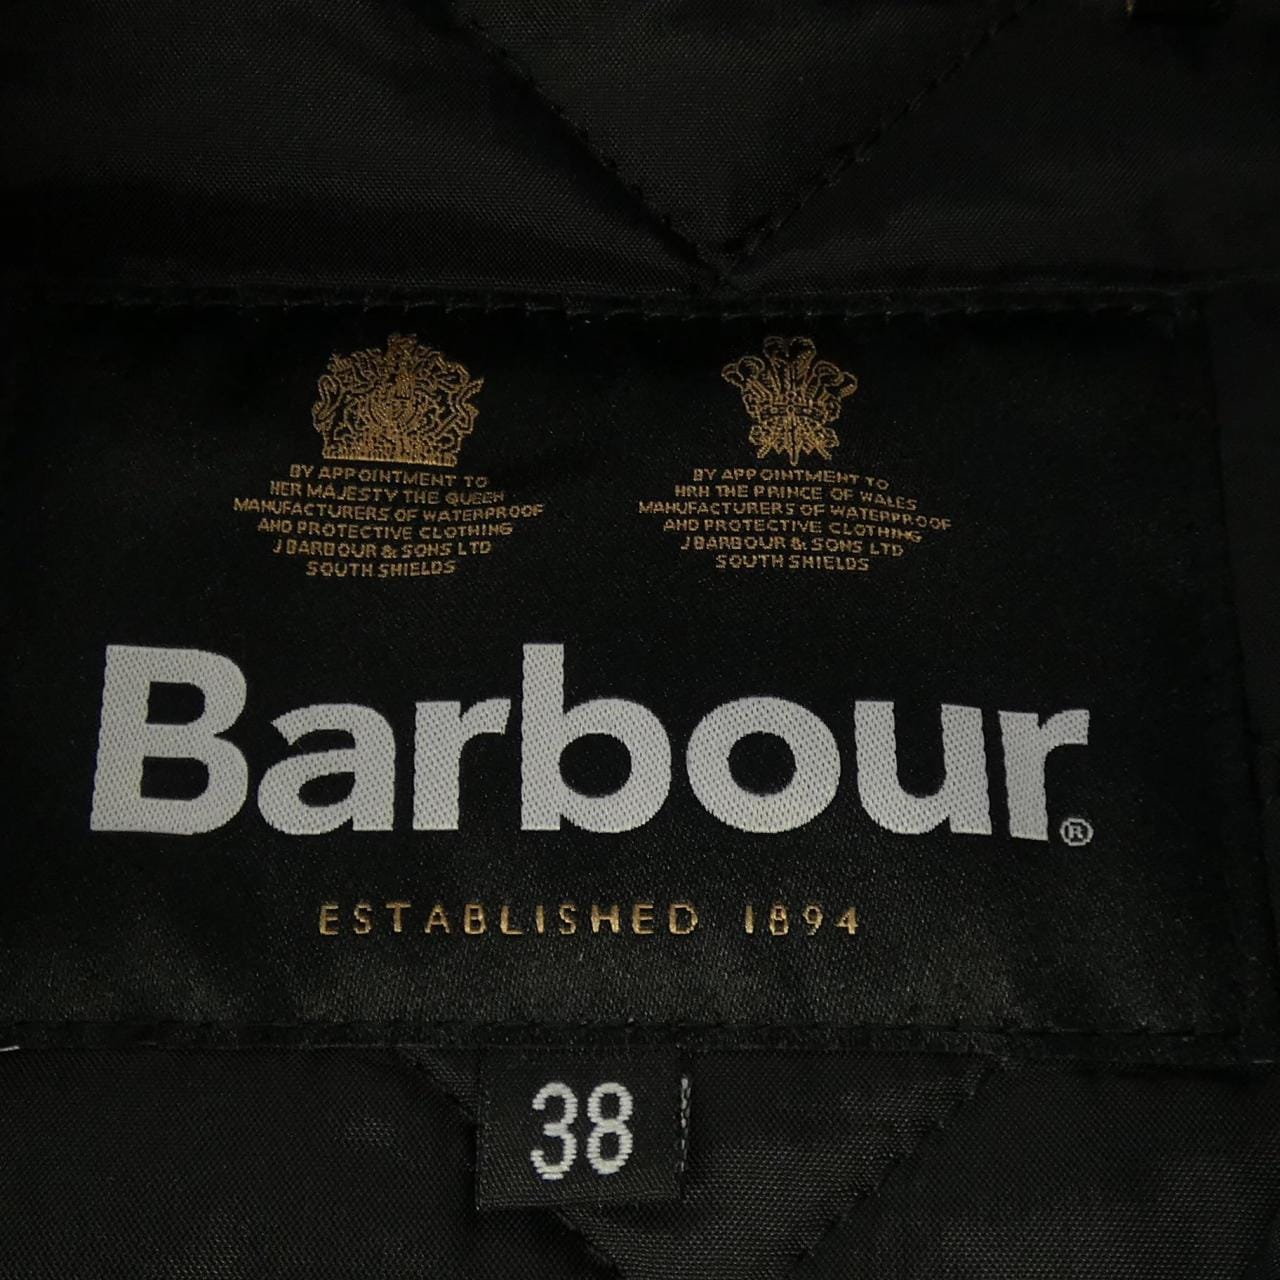 BY APPOINTMENT TO
HER MAJESTY THE QUEEN
MANUFACTURERS OF WATERPROOF
AND PROTECTIVE CLOTHING
J BARBOUR & SONS LTD
SOUTH SHIELDS
BY APPOINTMENT TO
HRH THE PRINCE OF WALES
MANUFACTURERS OF WATERPROOF
AND PROTECTIVE CLOTHING
J BARBOUR & SONS LTD
SOUTH SHIELDS
Barbour®
ESTABLISHED 1894
38